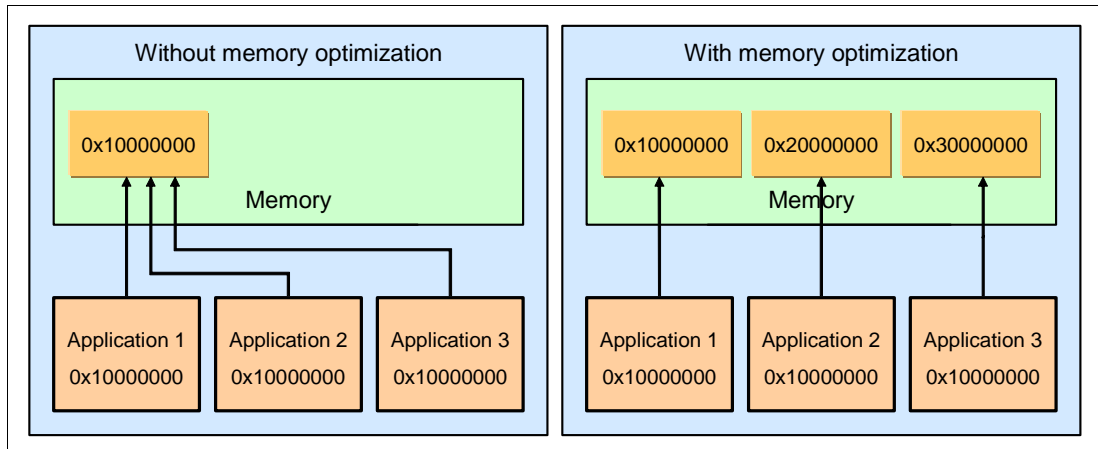 Without memory optimization
0x10000000
Memory
Application 1
0x10000000
Application 2
0x10000000
Application 3
0x10000000
With memory optimization
0x10000000
0x20000000
0x30000000
Memory
Application 1
0x10000000
Application 2
0x10000000
Application 3
0x10000000